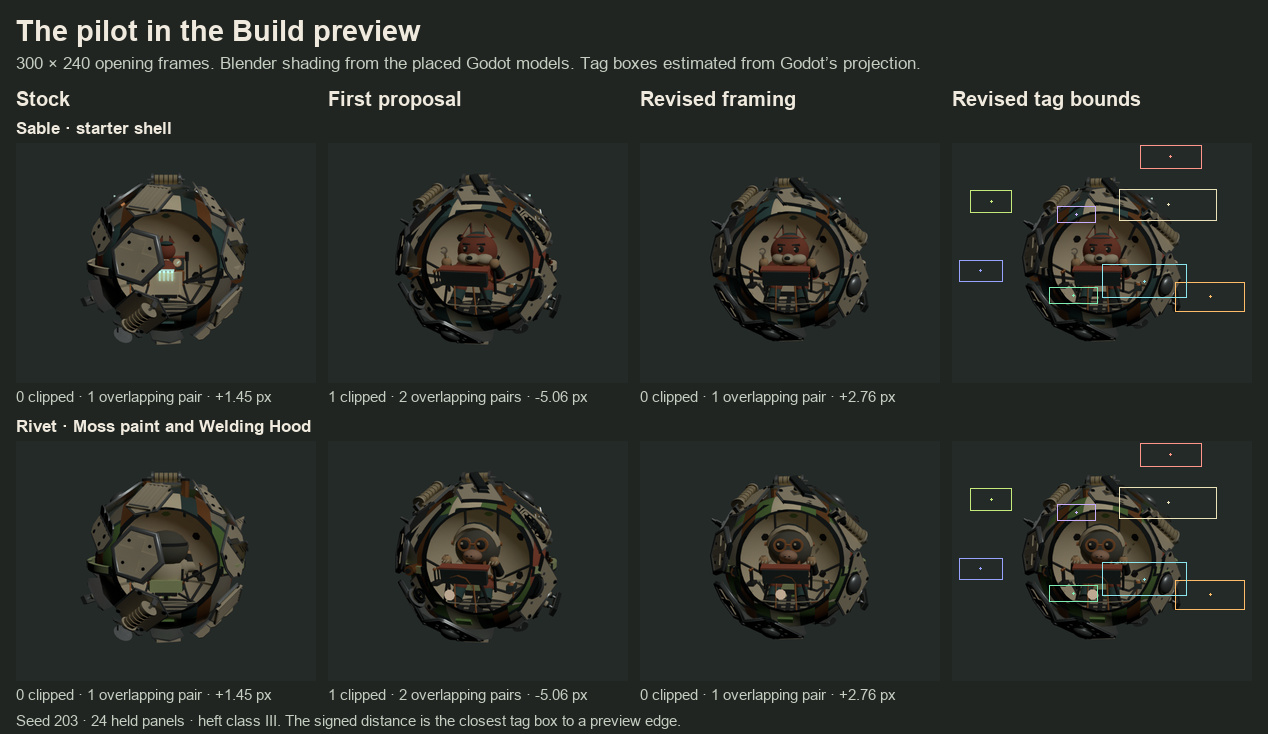 The pilot in the Build preview
300 × 240 opening frames. Blender shading from the placed Godot models. Tag boxes estimated from Godot’s projection.
Stock
First proposal
Revised framing
Revised tag bounds
Sable · starter shell
0 clipped · 1 overlapping pair · +1.45 px
1 clipped · 2 overlapping pairs · -5.06 px
0 clipped · 1 overlapping pair · +2.76 px
Rivet · Moss paint and Welding Hood
0 clipped · 1 overlapping pair · +1.45 px
1 clipped · 2 overlapping pairs · -5.06 px
0 clipped · 1 overlapping pair · +2.76 px
Seed 203 · 24 held panels · heft class III. The signed distance is the closest tag box to a preview edge.